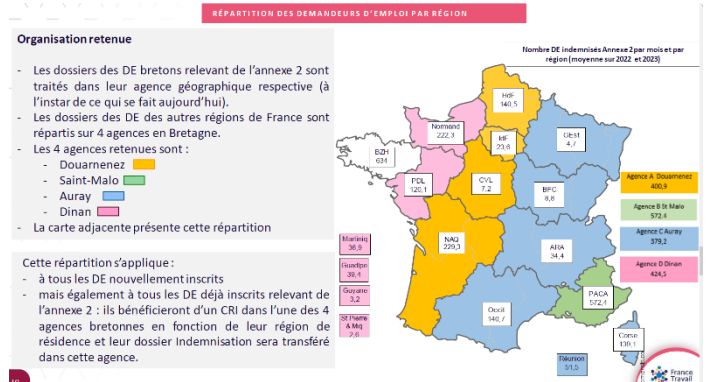 RÉPARTITION DES DEMANDEURS D'EMPLOI PAR RÉGION
Organisation retenue
- Les dossiers des DE bretons relevant de l'annexe 2 sont
traités dans leur agence géographique respective (à
l'instar de ce qui se fait aujourd'hui).
- Les dossiers des DE des autres régions de France sont
répartis sur 4 agences en Bretagne.
- Les 4 agences retenues sont :
- Douarnenez
- Saint-Malo
- Auray
- Dinan
- La carte adjacente présente cette répartition
Cette répartition s'applique :
- à tous les DE nouvellement inscrits
- mais également à tous les DE déjà inscrits relevant de
l'annexe 2 : ils bénéficieront d'un CRI dans l'une des 4
agences bretonnes en fonction de leur région de
résidence et leur dossier Indemnisation sera transféré
dans cette agence.
Nombre DE indemnisés Annexe 2 par mois et par
région (moyenne sur 2022 et 2023)
HdF
140,5
Normand
222,3
IdF
23,6
GEst
4,7
BZH
634
PDL
120,1
CVL
7,2
BFC
8,8
NAQ
229,3
ARA
34,4
Occit
140,7
PACA
572,4
Corse
139,1
Réunion
51,5
Martiniq
36,9
Guadlpe
39,4
Guyane
3,2
St Pierre
& Miq
2,6
Agence A Douarnenez
400,9
Agence B St Malo
572.4
Agence C Auray
379,2
Agence D Dinan
424,5
France
Travail